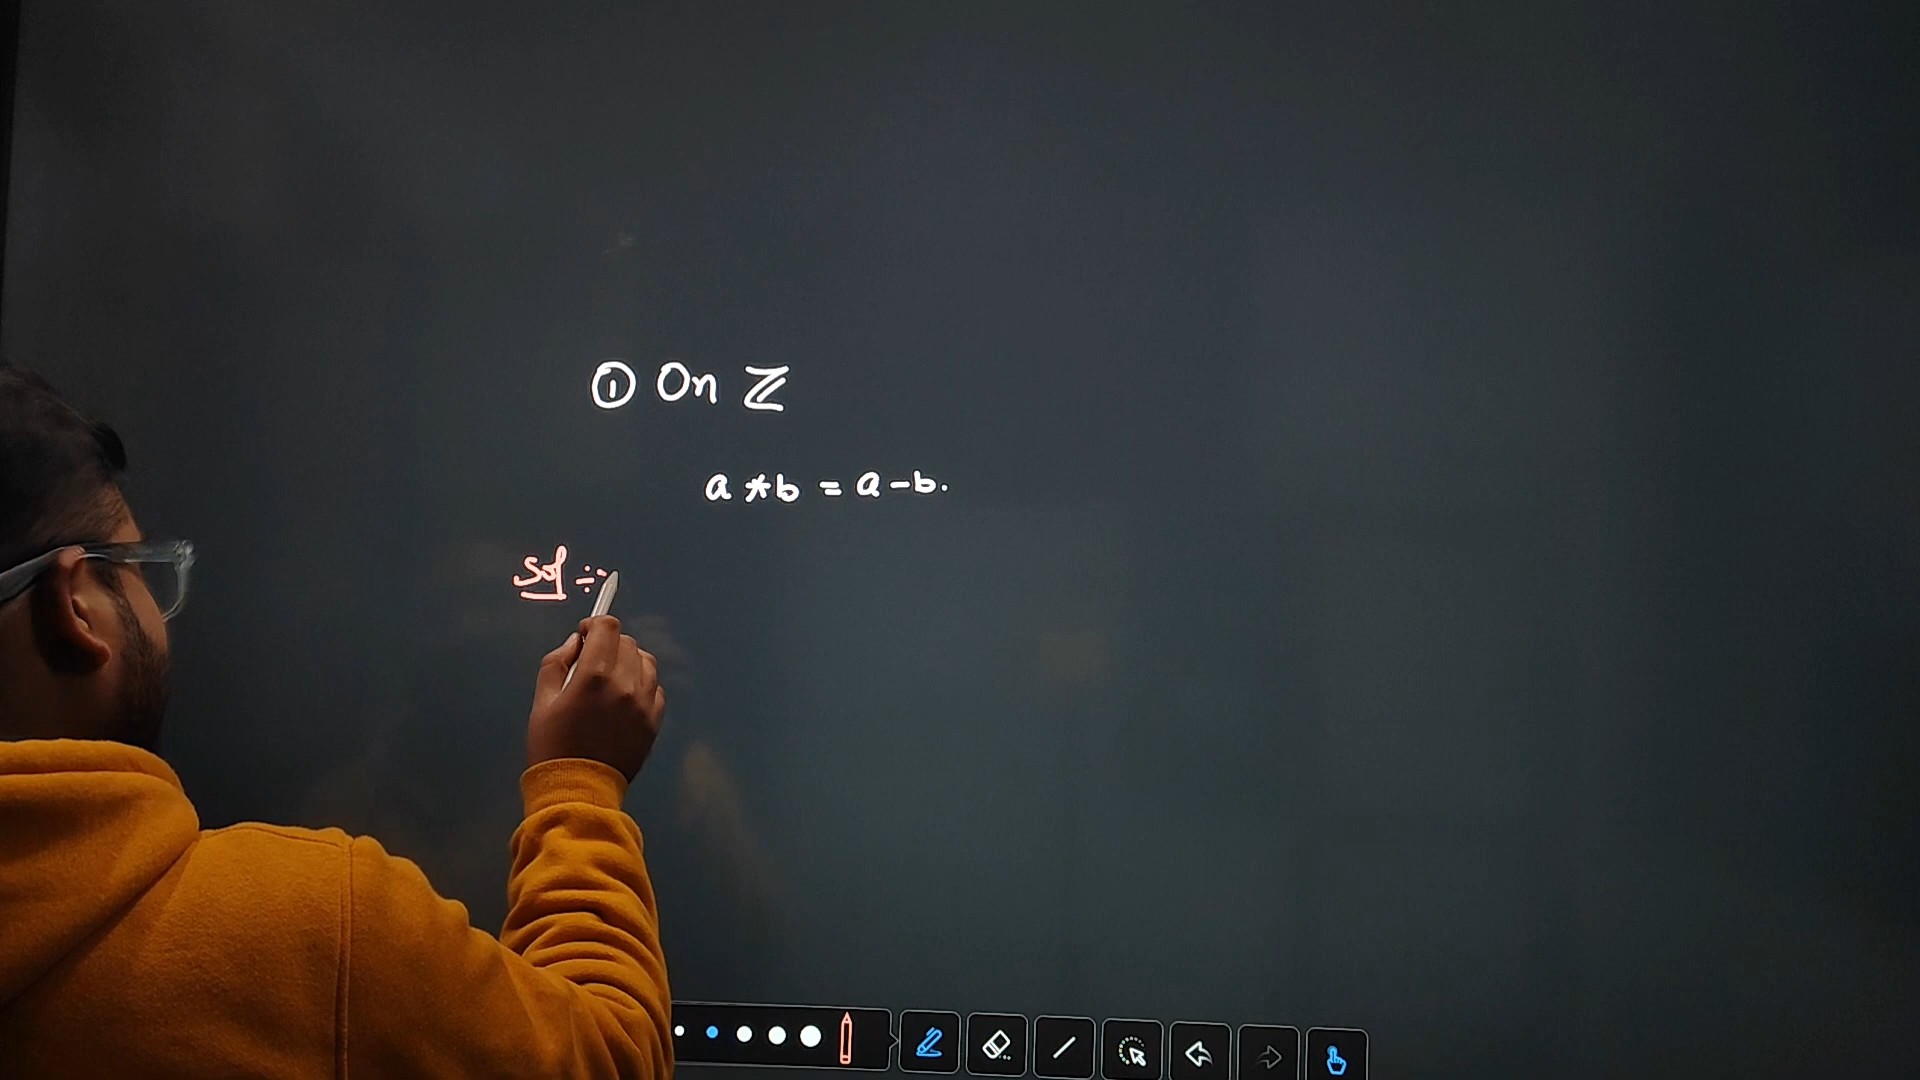 ① On ℤ
a * b = a - b.
Sol ÷